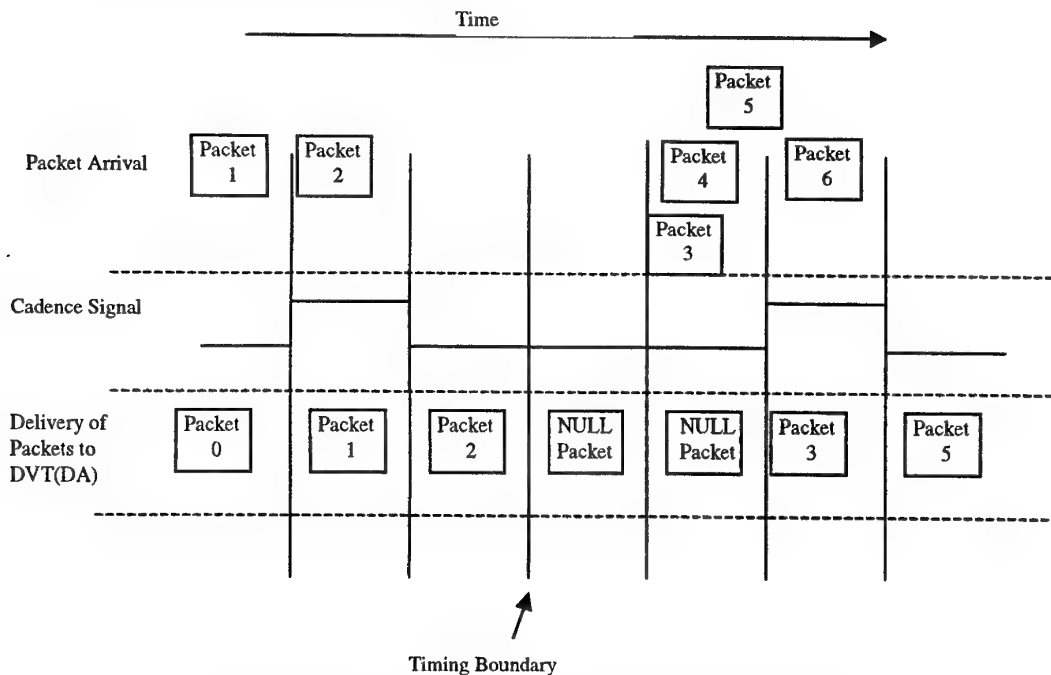 Time
Packet
5
Packet Arrival
Packet
1
Packet
2
Packet
4
Packet
6
Packet
3
Cadence Signal
Delivery of
Packets to
DVT(DA)
Packet
0
Packet
1
Packet
2
NULL
Packet
NULL
Packet
Packet
3
Packet
5
Timing Boundary